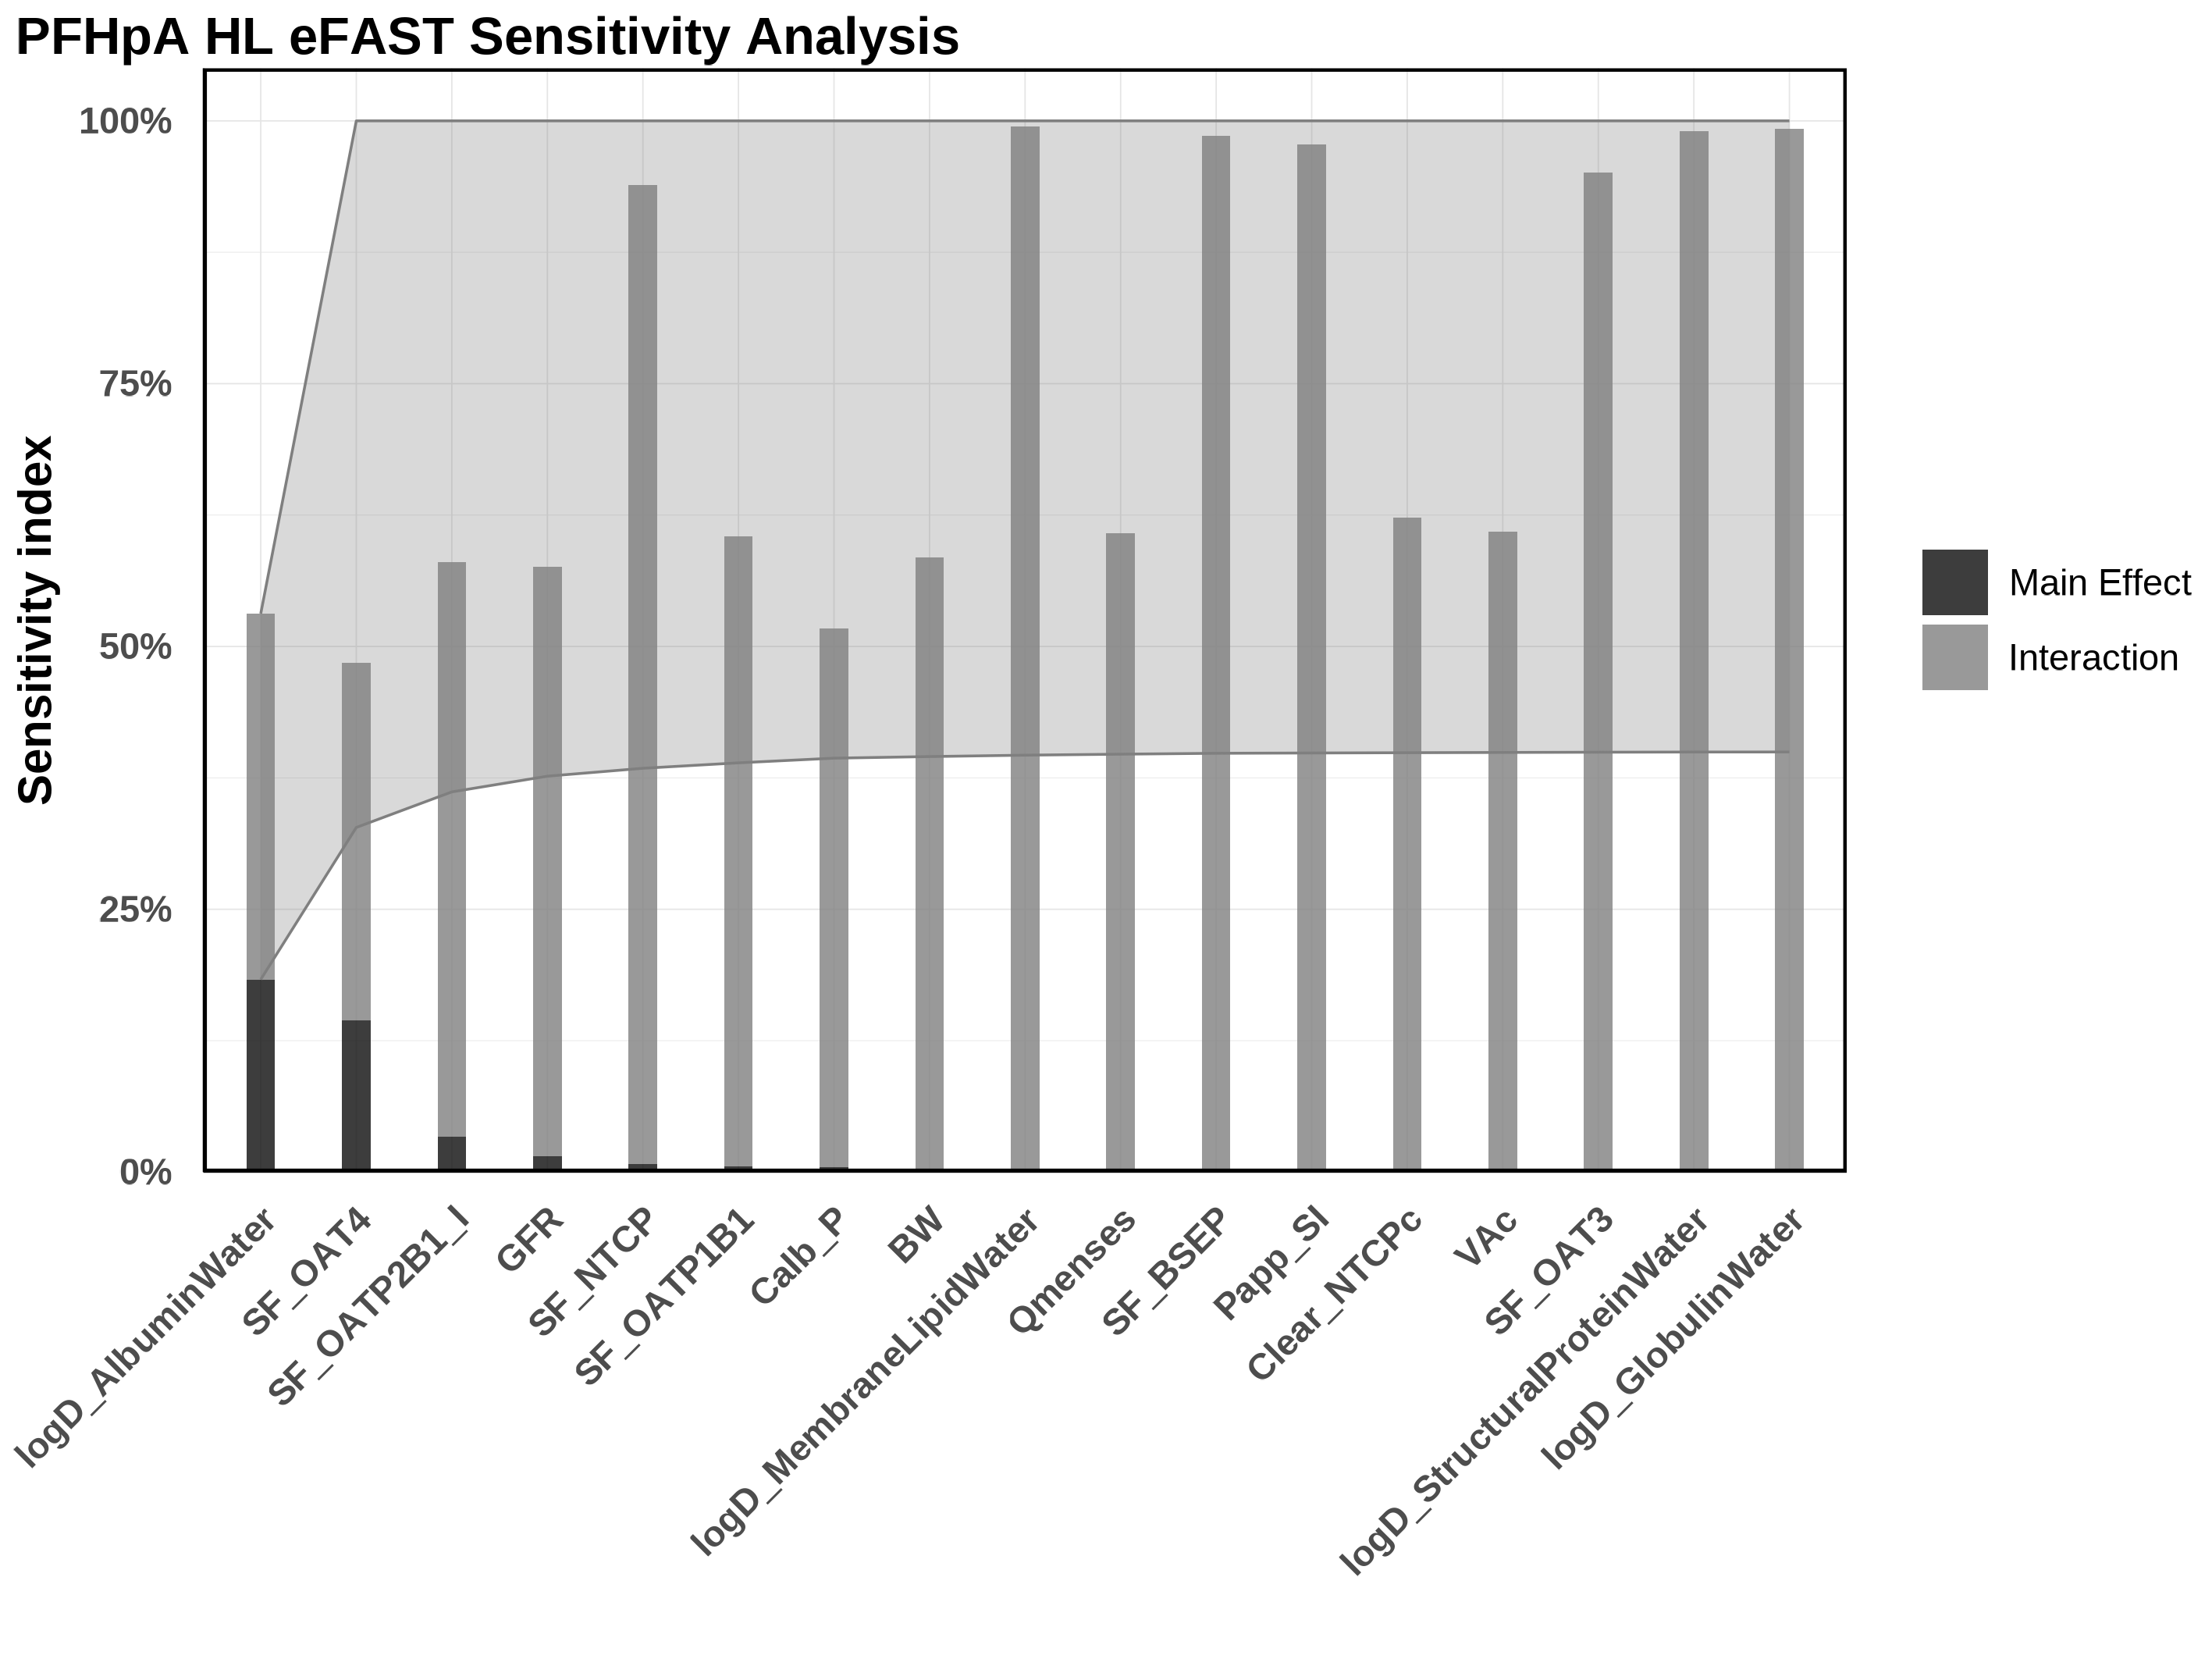 PFHpA HL eFAST Sensitivity Analysis
Sensitivity index
100%
75%
50%
25%
0%
logD_AlbuminWater
SF_OAT4
SF_OATP2B1_I
GFR
SF_NTCP
SF_OATP1B1
Calb_P
BW
logD_MembraneLipidWater
Qmenses
SF_BSEP
Papp_SI
Clear_NTCPc
VAc
SF_OAT3
logD_StructuralProteinWater
logD_GlobulinWater
Main Effect
Interaction